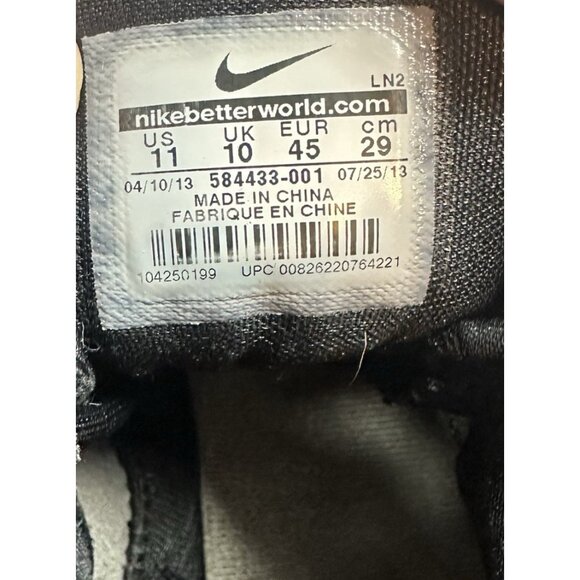 LN2
nikebetterworld.com
US UK EUR cm
11 10 45 29
04/10/13 584433-001 07/25/13
MADE IN CHINA
FABRIQUE EN CHINE
104250199 UPC 00826220764221